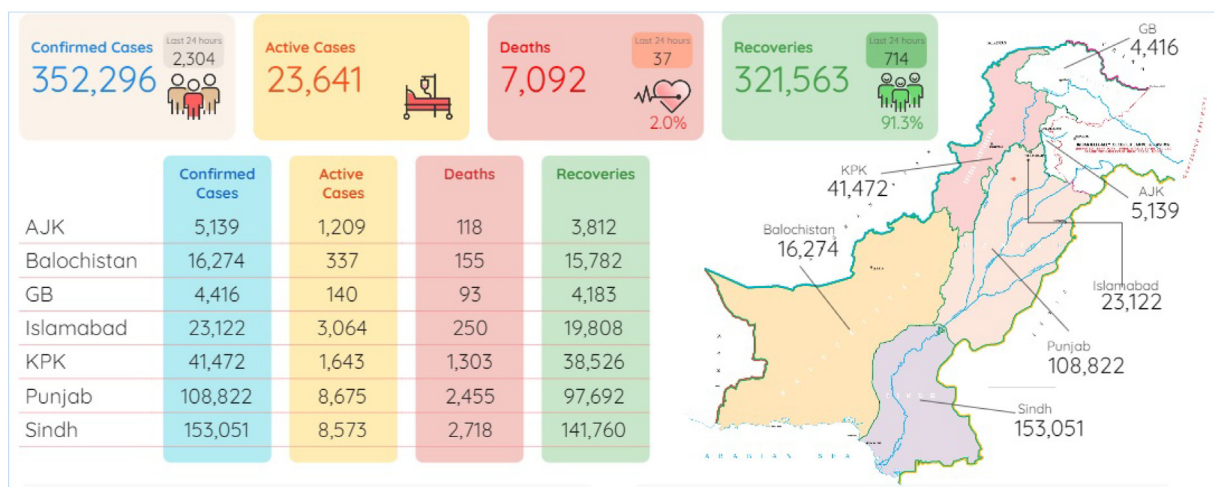 Confirmed Cases
352,296
Last 24 hours
2,304
Active Cases
23,641
Deaths
7,092
Last 24 hours
37
2.0%
Recoveries
321,563
Last 24 hours
714
91.3%
Confirmed Cases Active Cases Deaths Recoveries
AJK 5,139 1,209 118 3,812
Balochistan 16,274 337 155 15,782
GB 4,416 140 93 4,183
Islamabad 23,122 3,064 250 19,808
KPK 41,472 1,643 1,303 38,526
Punjab 108,822 8,675 2,455 97,692
Sindh 153,051 8,573 2,718 141,760
GB
4,416
KPK
41,472
AJK
5,139
Balochistan
16,274
Islamabad
23,122
Punjab
108,822
Sindh
153,051
ARABIAN SEA